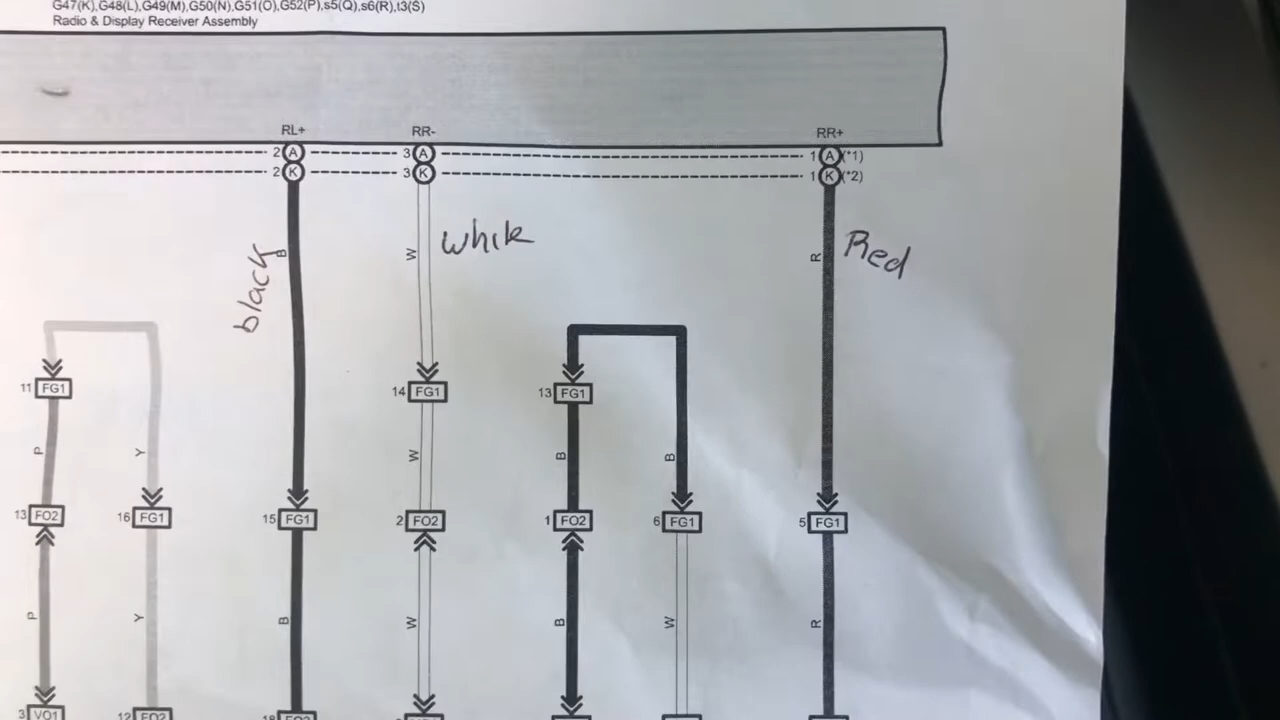 G47(K),G48(L),G49(M),G50(N),G51(O),G52(P),s5(Q),s6(R),t3(S)
Radio & Display Receiver Assembly
RL+ RR- RR+
2 A 3 A 1 A (*1)
2 K 3 K 1 K (*2)
B W R
black white Red
11 FG1 14 FG1 13 FG1
P Y W B B
13 FO2 16 FG1 15 FG1 2 FO2 1 FO2 6 FG1 5 FG1
P Y B W B W R
3 VO1 12 FO2 18 FO2